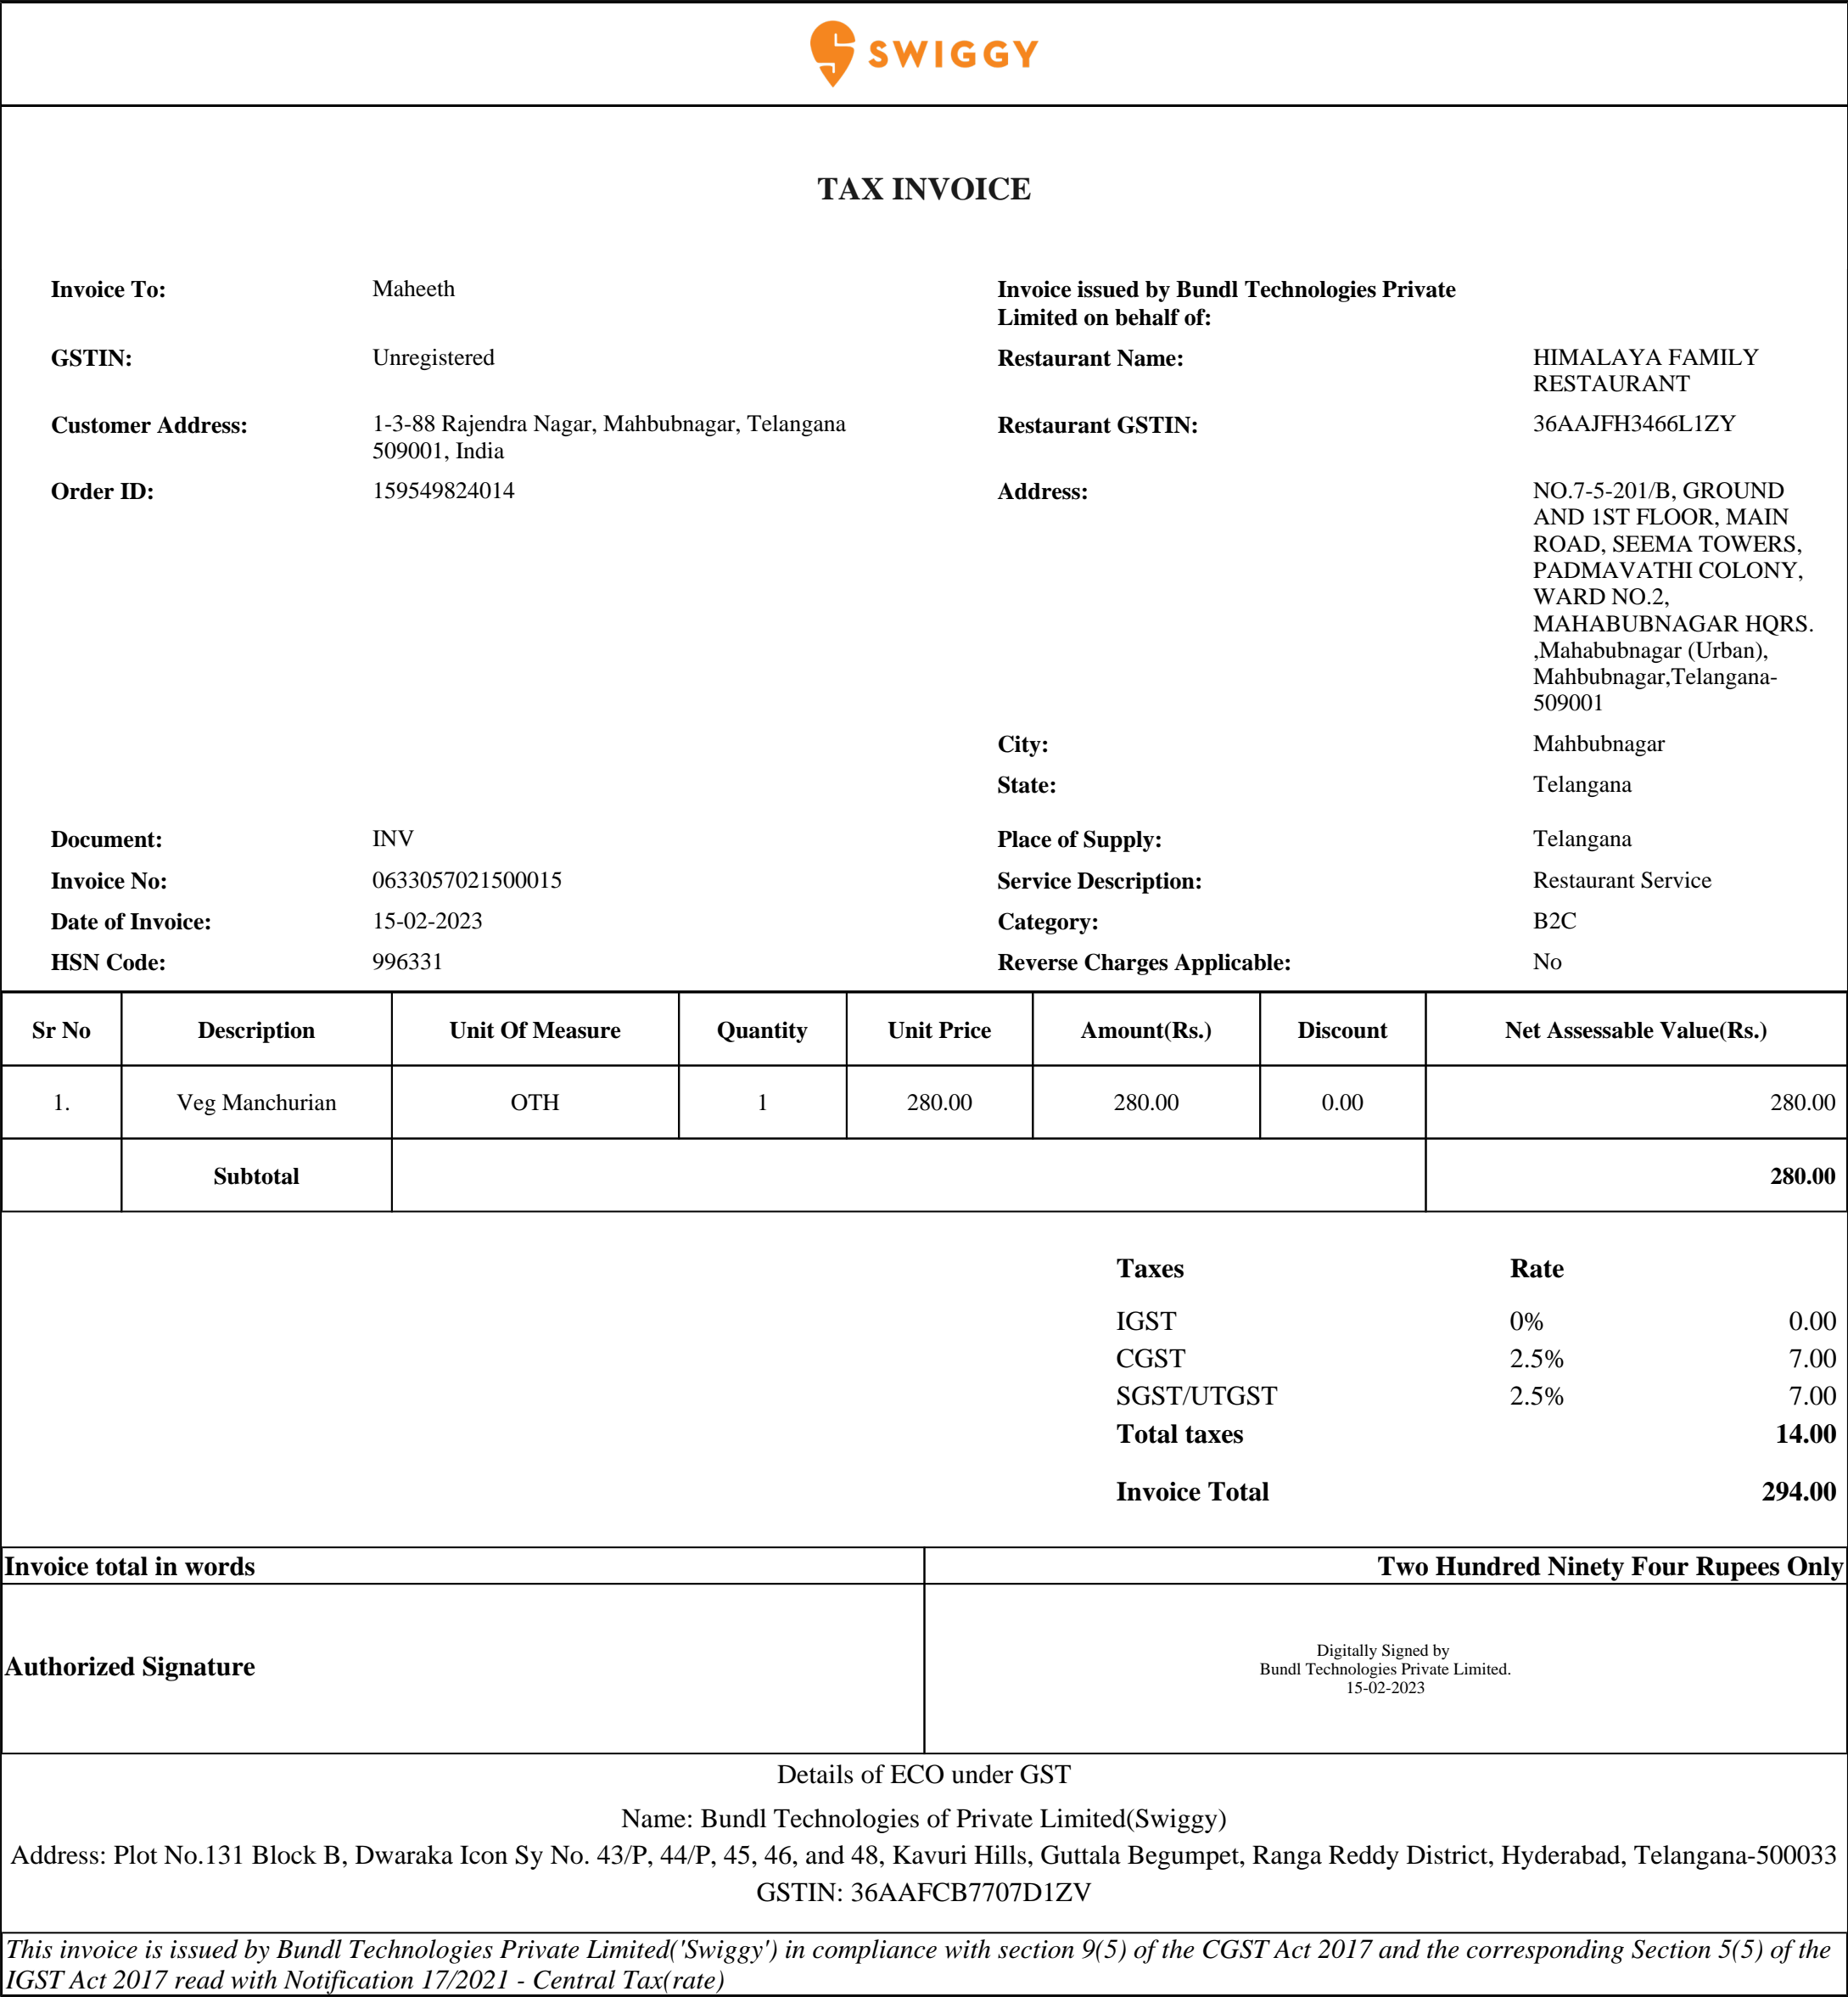 SWIGGY
TAX INVOICE
Invoice To: Maheeth
Invoice issued by Bundl Technologies Private
Limited on behalf of:
GSTIN: Unregistered
Restaurant Name: HIMALAYA FAMILY
RESTAURANT
Customer Address: 1-3-88 Rajendra Nagar, Mahbubnagar, Telangana
509001, India
Restaurant GSTIN: 36AAJFH3466L1ZY
Order ID: 159549824014
Address: NO.7-5-201/B, GROUND
AND 1ST FLOOR, MAIN
ROAD, SEEMA TOWERS,
PADMAVATHI COLONY,
WARD NO.2,
MAHABUBNAGAR HQRS.
,Mahabubnagar (Urban),
Mahbubnagar,Telangana-
509001
City: Mahbubnagar
State: Telangana
Document: INV
Place of Supply: Telangana
Invoice No: 0633057021500015
Service Description: Restaurant Service
Date of Invoice: 15-02-2023
Category: B2C
HSN Code: 996331
Reverse Charges Applicable: No
Sr No Description Unit Of Measure Quantity Unit Price Amount(Rs.) Discount Net Assessable Value(Rs.)
1. Veg Manchurian OTH 1 280.00 280.00 0.00 280.00
Subtotal 280.00
Taxes Rate
IGST 0% 0.00
CGST 2.5% 7.00
SGST/UTGST 2.5% 7.00
Total taxes 14.00
Invoice Total 294.00
Invoice total in words Two Hundred Ninety Four Rupees Only
Authorized Signature
Digitally Signed by
Bundl Technologies Private Limited.
15-02-2023
Details of ECO under GST
Name: Bundl Technologies of Private Limited(Swiggy)
Address: Plot No.131 Block B, Dwaraka Icon Sy No. 43/P, 44/P, 45, 46, and 48, Kavuri Hills, Guttala Begumpet, Ranga Reddy District, Hyderabad, Telangana-500033
GSTIN: 36AAFCB7707D1ZV
This invoice is issued by Bundl Technologies Private Limited('Swiggy') in compliance with section 9(5) of the CGST Act 2017 and the corresponding Section 5(5) of the
IGST Act 2017 read with Notification 17/2021 - Central Tax(rate)